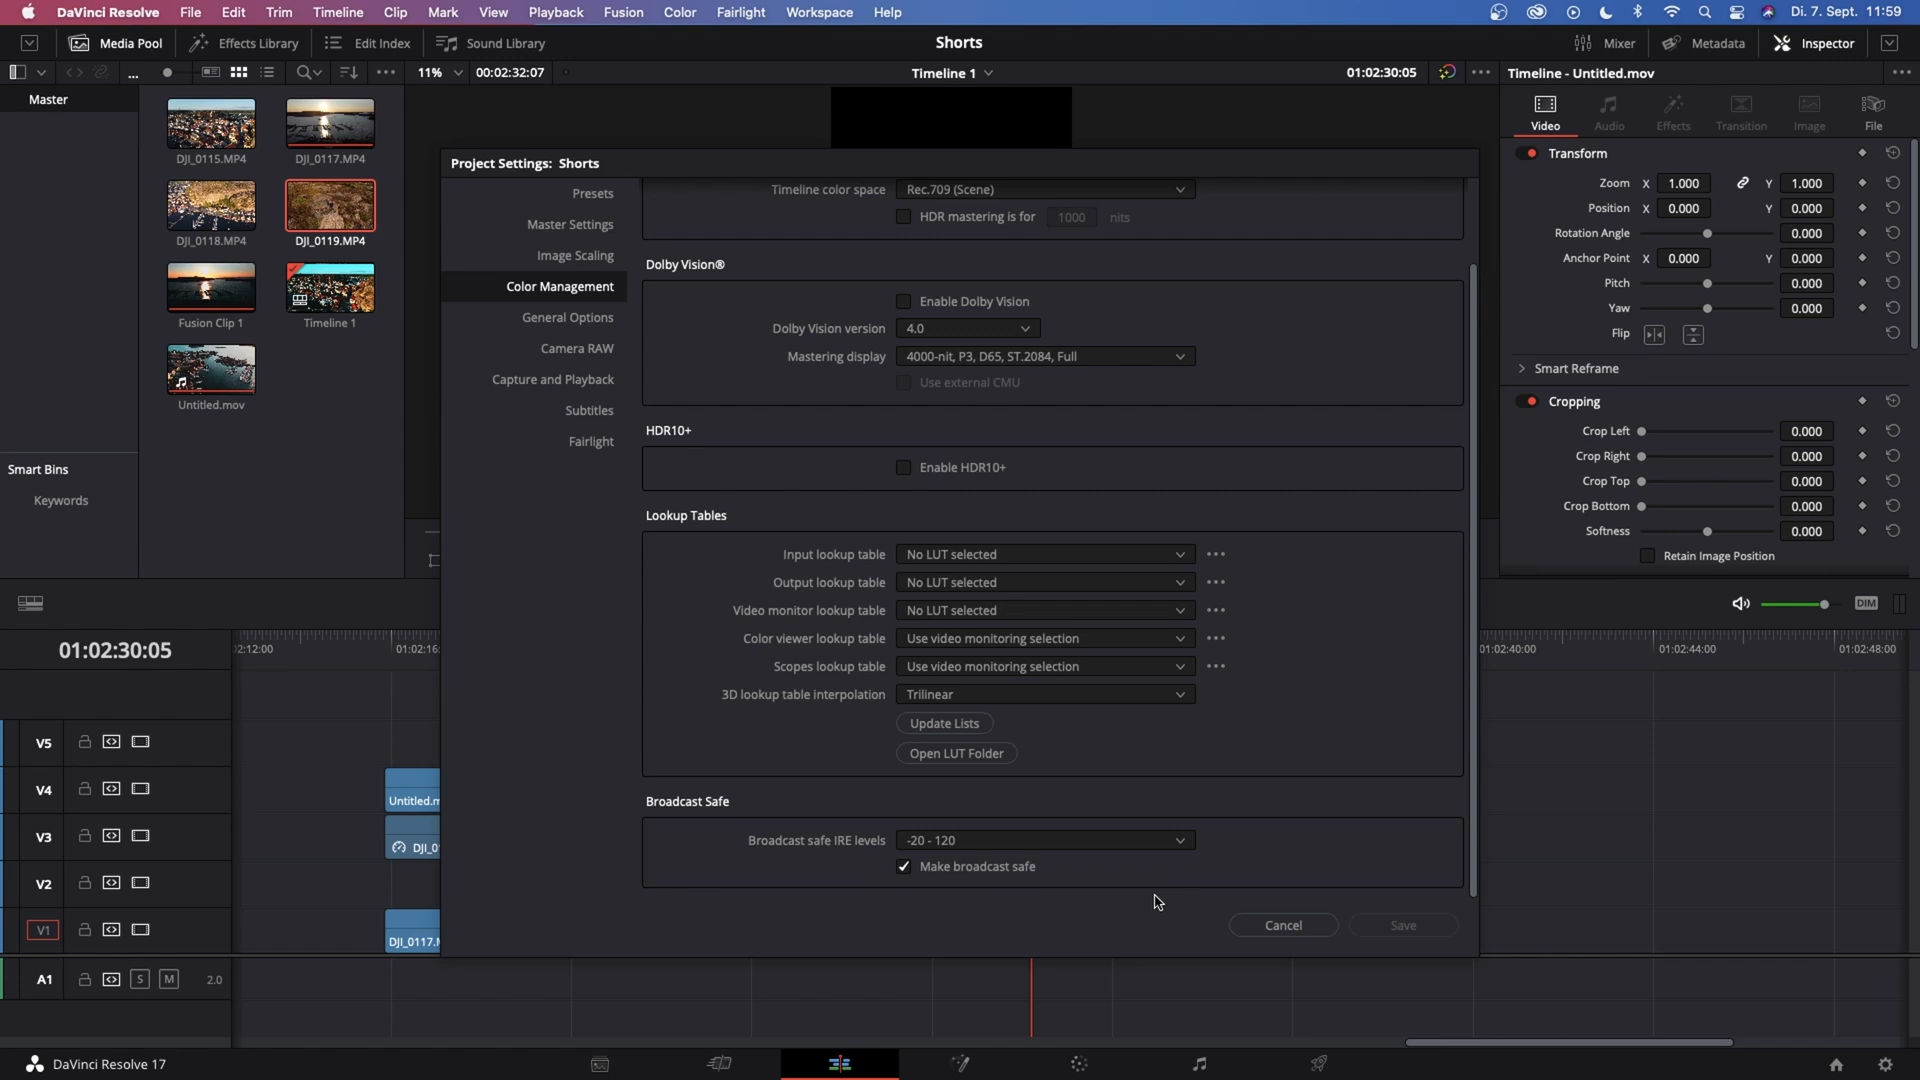 DaVinci Resolve File Edit Trim Timeline Clip Mark View Playback Fusion Color Fairlight Workspace Help Di. 7. Sept. 11:59
Media Pool Effects Library Edit Index Sound Library Shorts Mixer Metadata Inspector
... 11% 00:02:32:07 Timeline 1 01:02:30:05 Timeline - Untitled.mov
Master
DJI_0115.MP4 DJI_0117.MP4
DJI_0118.MP4 DJI_0119.MP4
Fusion Clip 1 Timeline 1
Untitled.mov
Smart Bins
Keywords
Project Settings: Shorts
Presets
Master Settings
Image Scaling
Color Management
General Options
Camera RAW
Capture and Playback
Subtitles
Fairlight
Timeline color space Rec.709 (Scene)
HDR mastering is for 1000 nits
Dolby Vision®
Enable Dolby Vision
Dolby Vision version 4.0
Mastering display 4000-nit, P3, D65, ST.2084, Full
Use external CMU
HDR10+
Enable HDR10+
Lookup Tables
Input lookup table No LUT selected
Output lookup table No LUT selected
Video monitor lookup table No LUT selected
Color viewer lookup table Use video monitoring selection
Scopes lookup table Use video monitoring selection
3D lookup table interpolation Trilinear
Update Lists
Open LUT Folder
Broadcast Safe
Broadcast safe IRE levels -20 - 120
Make broadcast safe
Cancel Save
Video Audio Effects Transition Image File
Transform
Zoom X 1.000 Y 1.000
Position X 0.000 Y 0.000
Rotation Angle 0.000
Anchor Point X 0.000 Y 0.000
Pitch 0.000
Yaw 0.000
Flip
Smart Reframe
Cropping
Crop Left 0.000
Crop Right 0.000
Crop Top 0.000
Crop Bottom 0.000
Softness 0.000
Retain Image Position
DIM
01:02:30:05 02:12:00 01:02:16: 01:02:40:00 01:02:44:00 01:02:48:00
V5
V4 Untitled.m
V3 DJI_0
V2
V1 DJI_0117.M
A1 S M 2.0
DaVinci Resolve 17